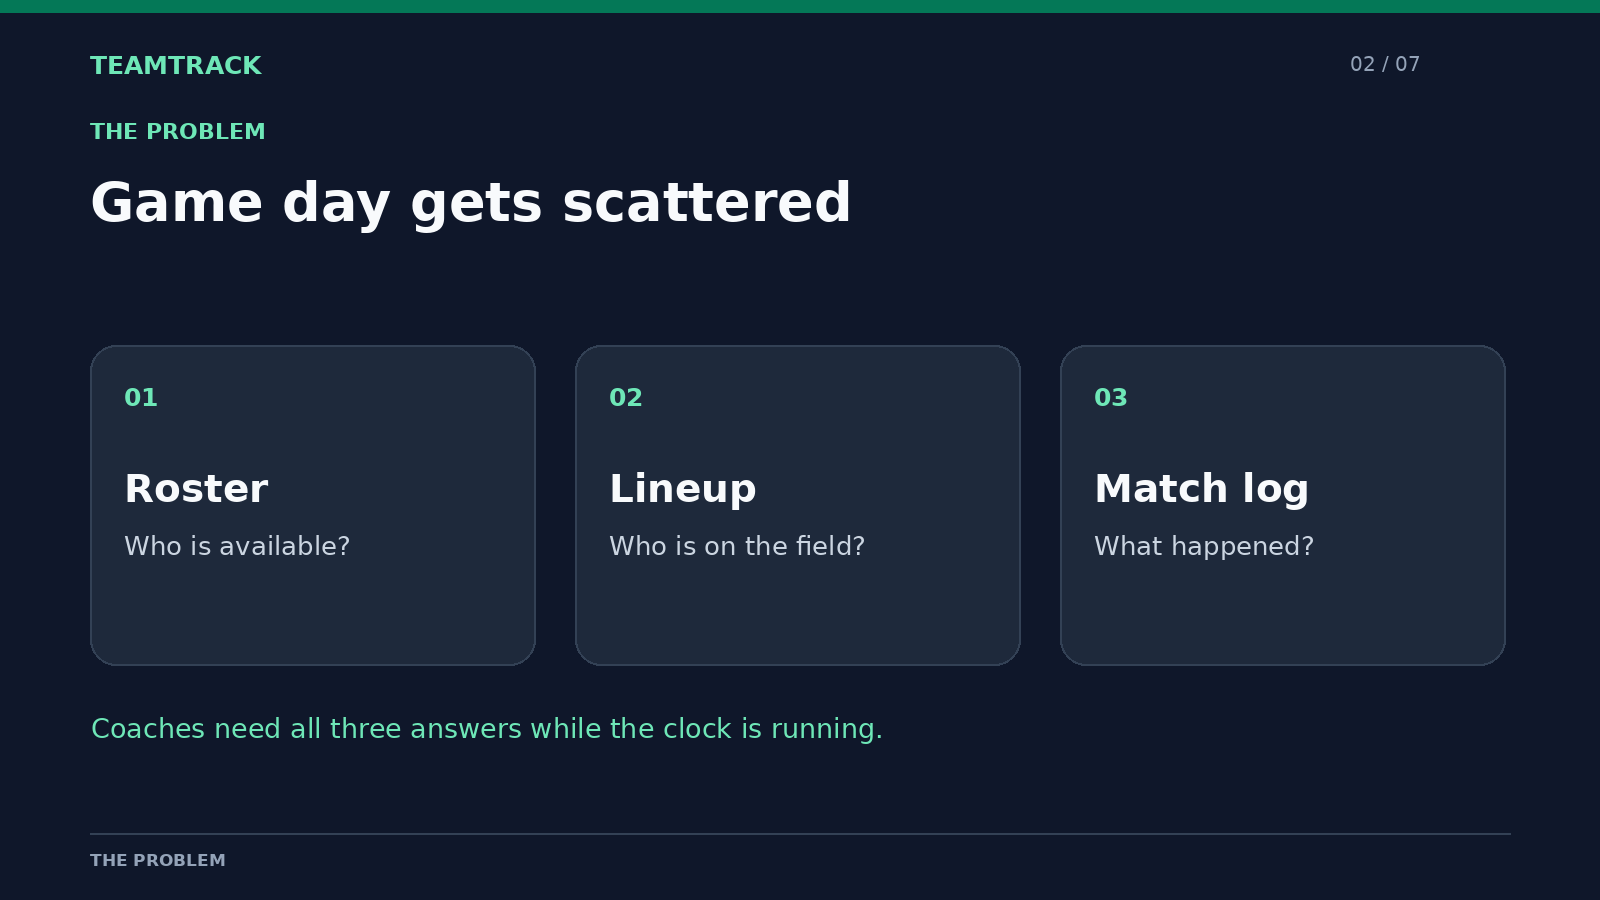 TEAMTRACK
02 / 07
THE PROBLEM
Game day gets scattered
01
Roster
Who is available?
02
Lineup
Who is on the field?
03
Match log
What happened?
Coaches need all three answers while the clock is running.
THE PROBLEM